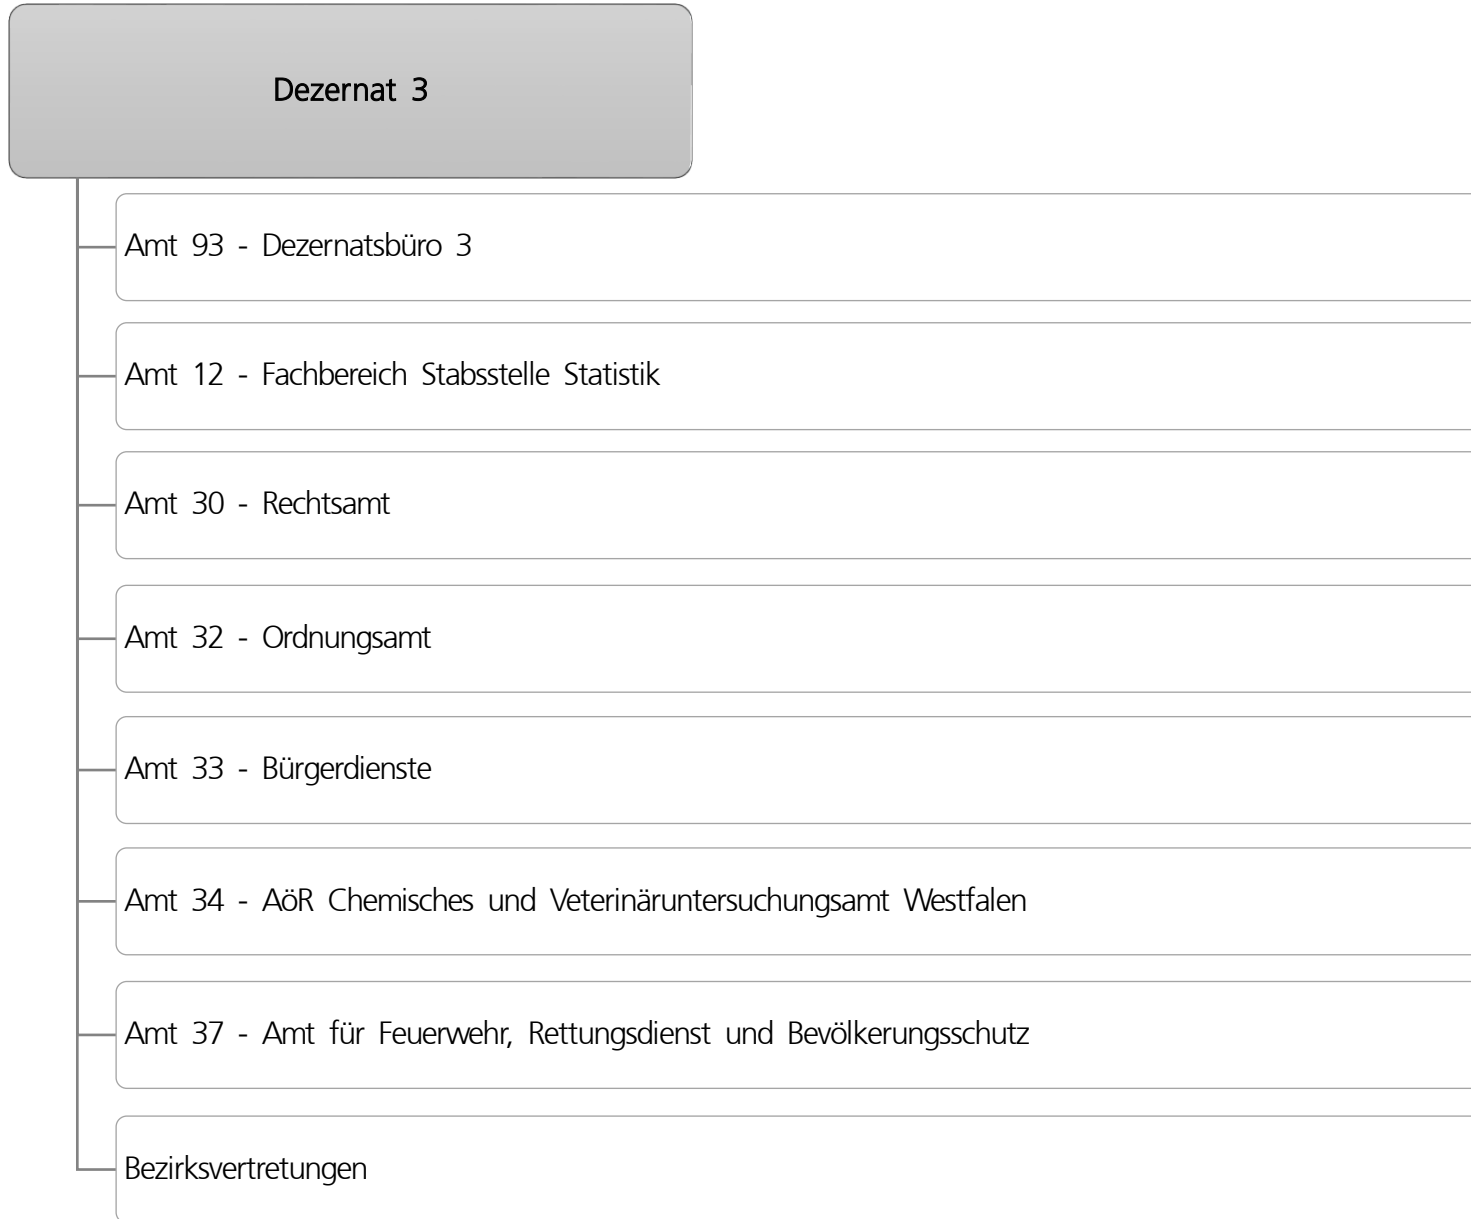 Dezernat 3
Amt 93 - Dezernatsbüro 3
Amt 12 - Fachbereich Stabsstelle Statistik
Amt 30 - Rechtsamt
Amt 32 - Ordnungsamt
Amt 33 - Bürgerdienste
Amt 34 - AöR Chemisches und Veterinäruntersuchungsamt Westfalen
Amt 37 - Amt für Feuerwehr, Rettungsdienst und Bevölkerungsschutz
Bezirksvertretungen